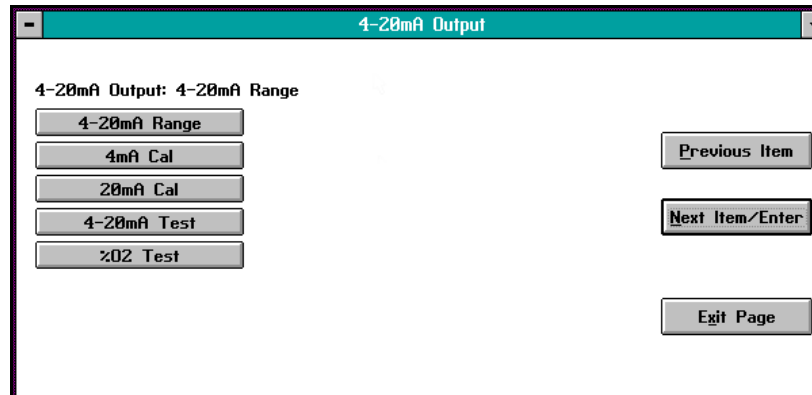 4-20mA Output
4-20mA Output: 4-20mA Range
4-20mA Range
4mA Cal
20mA Cal
4-20mA Test
%O2 Test
Previous Item
Next Item/Enter
Exit Page